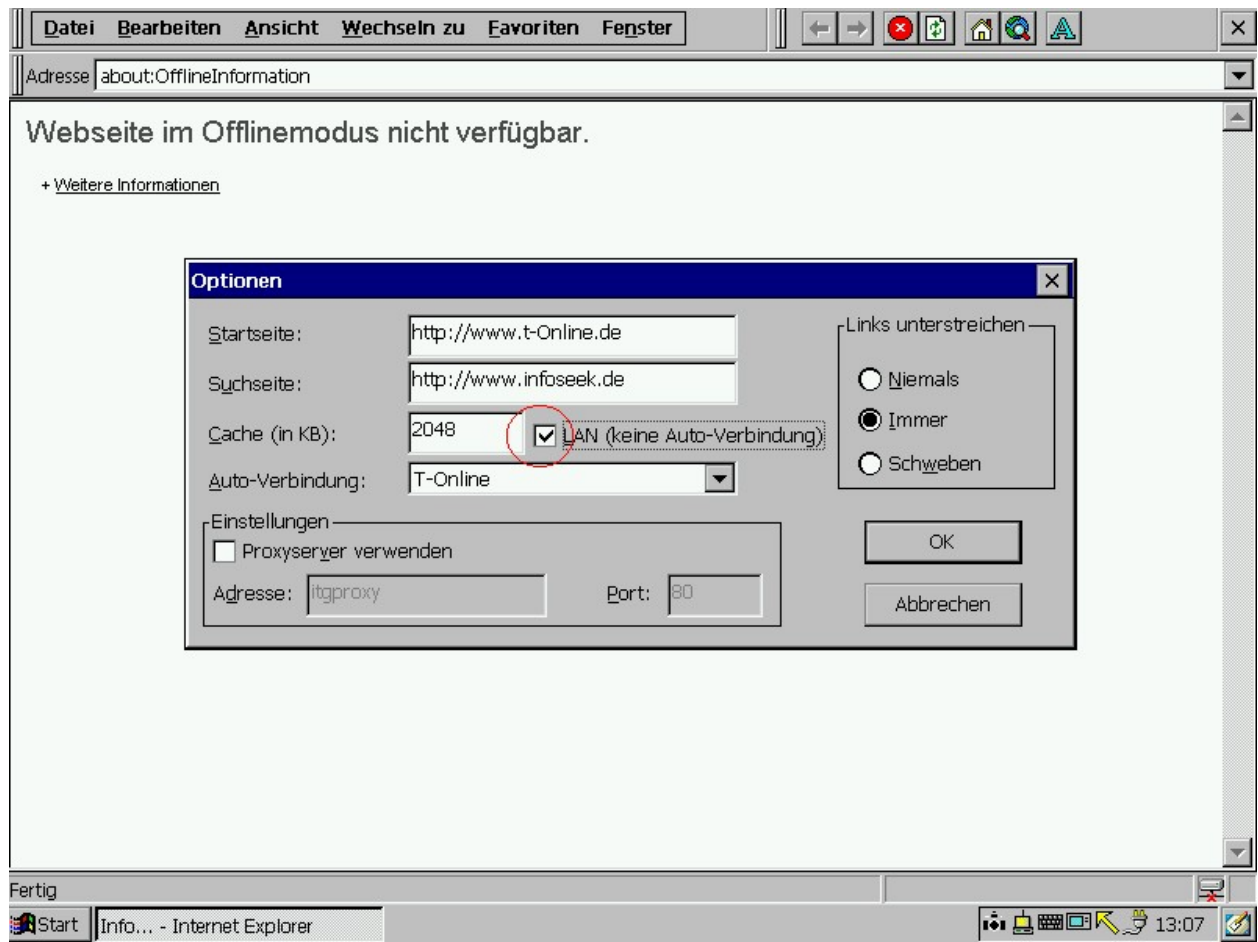 Datei Bearbeiten Ansicht Wechseln zu Favoriten Fenster
Adresse about:OfflineInformation
Webseite im Offlinemodus nicht verfügbar.
+ Weitere Informationen
Optionen
Startseite: http://www.t-Online.de
Suchseite: http://www.infoseek.de
Cache (in KB): 2048 LAN (keine Auto-Verbindung)
Auto-Verbindung: T-Online
Links unterstreichen
Niemals
Immer
Schweben
Einstellungen
Proxyserver verwenden
Adresse: itgproxy Port: 80
OK
Abbrechen
Fertig
Start Info... - Internet Explorer 13:07